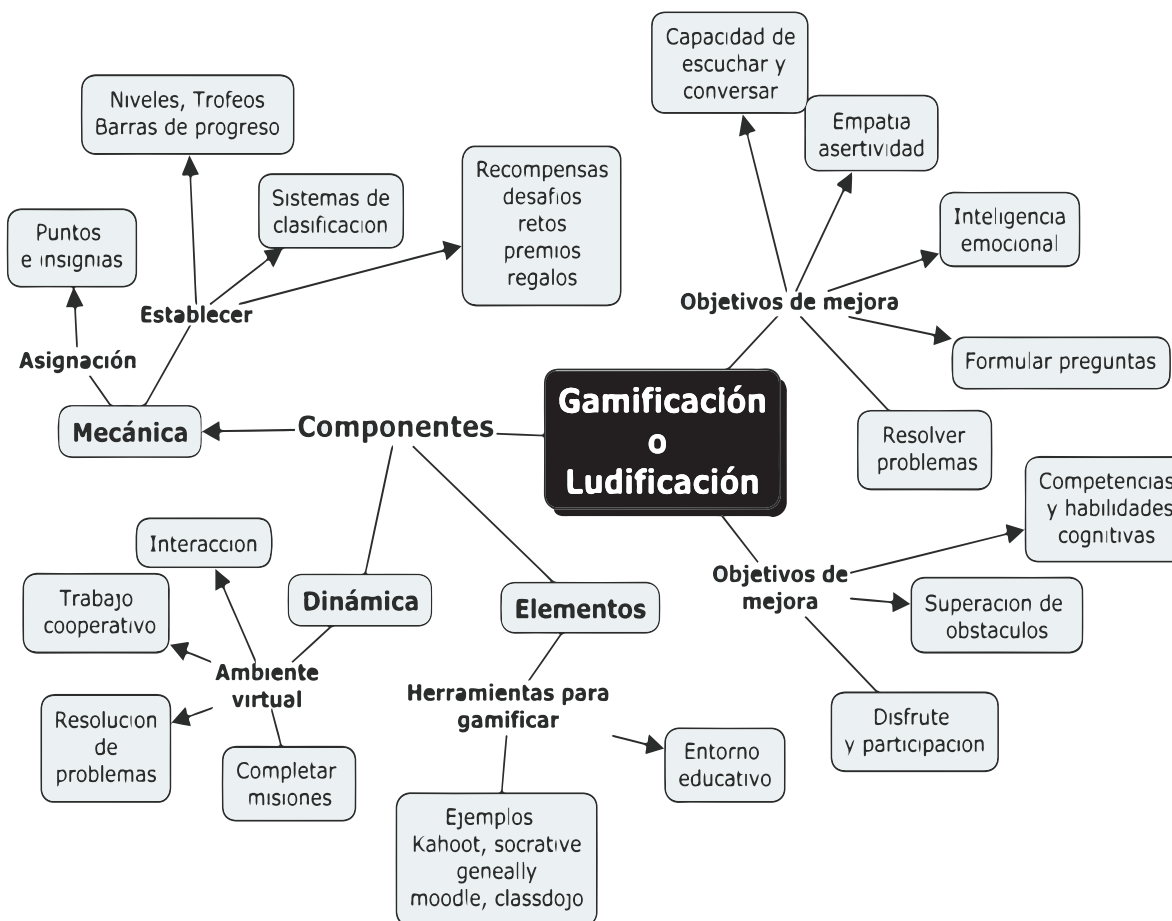 Capacidad de
escuchar y
conversar
Niveles, Trofeos
Barras de progreso
Empatia
asertividad
Recompensas
desafios
retos
premios
regalos
Sistemas de
clasificacion
Puntos
e insignias
Inteligencia
emocional
Establecer
Objetivos de mejora
Asignación
Formular preguntas
Gamificación
o
Ludificación
Mecánica
Componentes
Resolver
problemas
Competencias
y habilidades
cognitivas
Interaccion
Objetivos de
mejora
Trabajo
cooperativo
Dinámica
Elementos
Superacion de
obstaculos
Ambiente
virtual
Herramientas para
gamificar
Resolucion
de
problemas
Disfrute
y participacion
Completar
misiones
Entorno
educativo
Ejemplos
Kahoot, socrative
geneally
moodle, classdojo